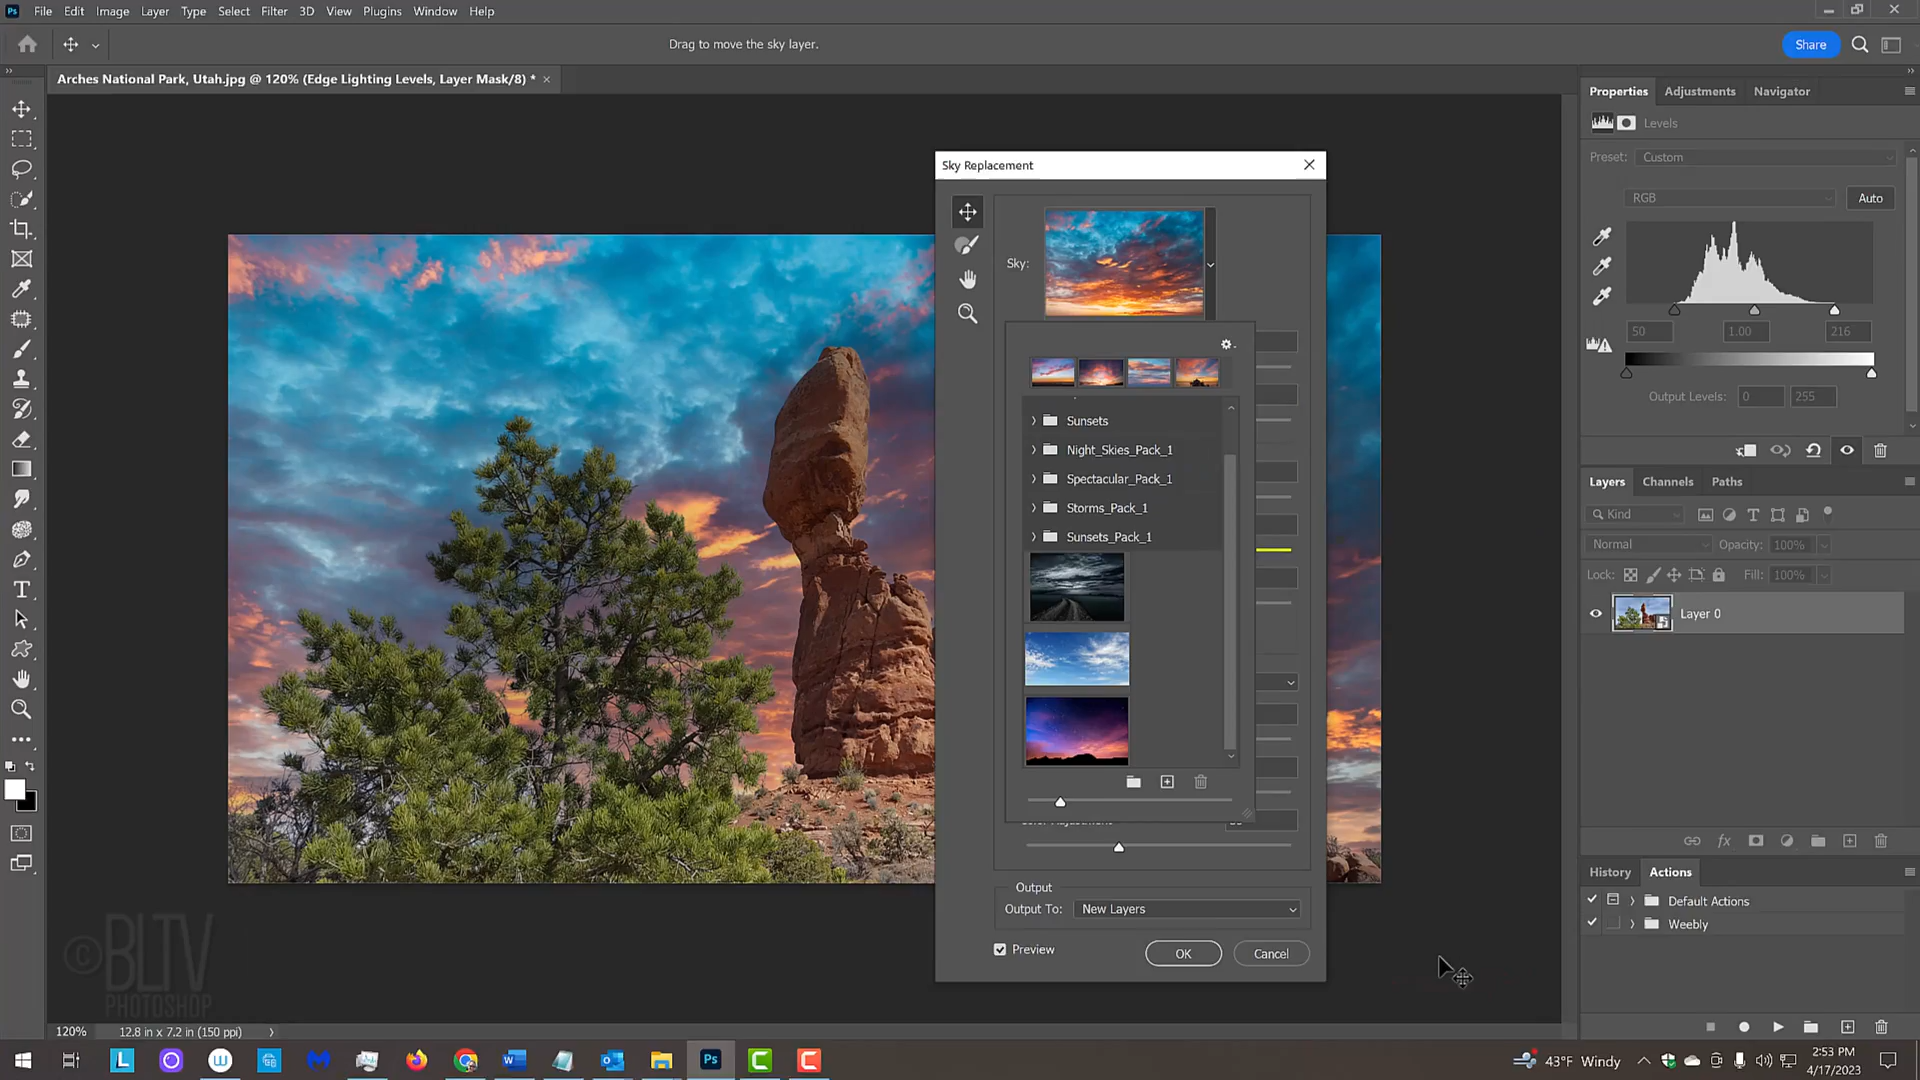 Ps File Edit Image Layer Type Select Filter 3D View Plugins Window Help
Drag to move the sky layer.
Share
Arches National Park, Utah.jpg @ 120% (Edge Lighting Levels, Layer Mask/8) * ×
Properties Adjustments Navigator
Levels
Preset: Custom
RGB Auto
50 1.00 216
Output Levels: 0 255
Sky Replacement
Sky:
Sunsets
Night_Skies_Pack_1
Spectacular_Pack_1
Storms_Pack_1
Sunsets_Pack_1
Output
Output To: New Layers
Preview OK Cancel
Layers Channels Paths
Kind
Normal Opacity: 100%
Lock: Fill: 100%
Layer 0
fx
History Actions
Default Actions
Weebly
©BLTV
PHOTOSHOP
120% 12.8 in x 7.2 in (150 ppi)
43°F Windy
2:53 PM
4/17/2023